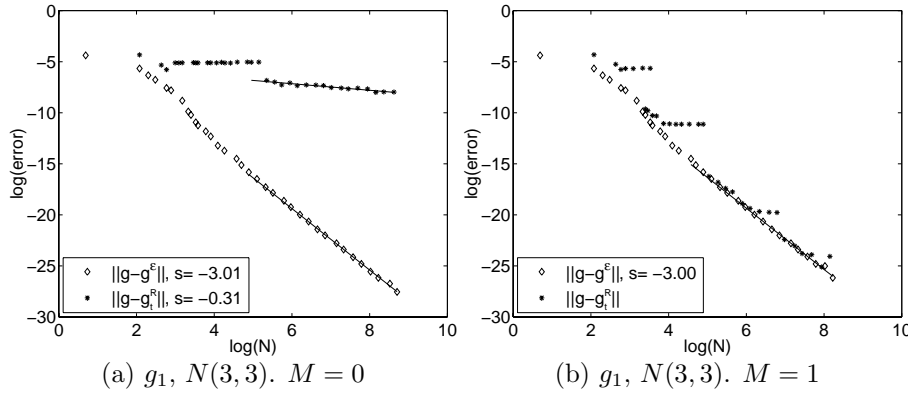 0
−5
−10
−15
−20
−25
−30
log(error)
||g−g^ε||, s= −3.01
||g−g_t^R||, s=−0.31
0 2 4 6 8 10
log(N)
(a) g₁, N(3, 3). M = 0
0
−5
−10
−15
−20
−25
−30
log(error)
||g−g^ε||, s= −3.00
||g−g_t^R||
0 2 4 6 8 10
log(N)
(b) g₁, N(3, 3). M = 1